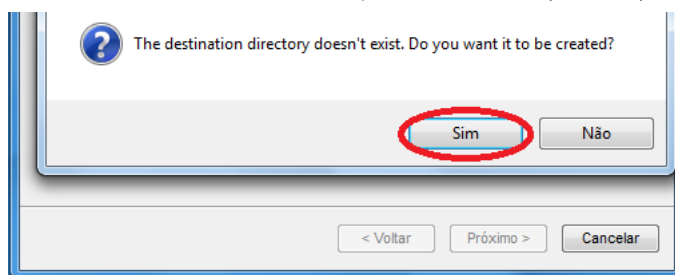 The destination directory doesn't exist. Do you want it to be created?
Sim Não
< Voltar Próximo > Cancelar